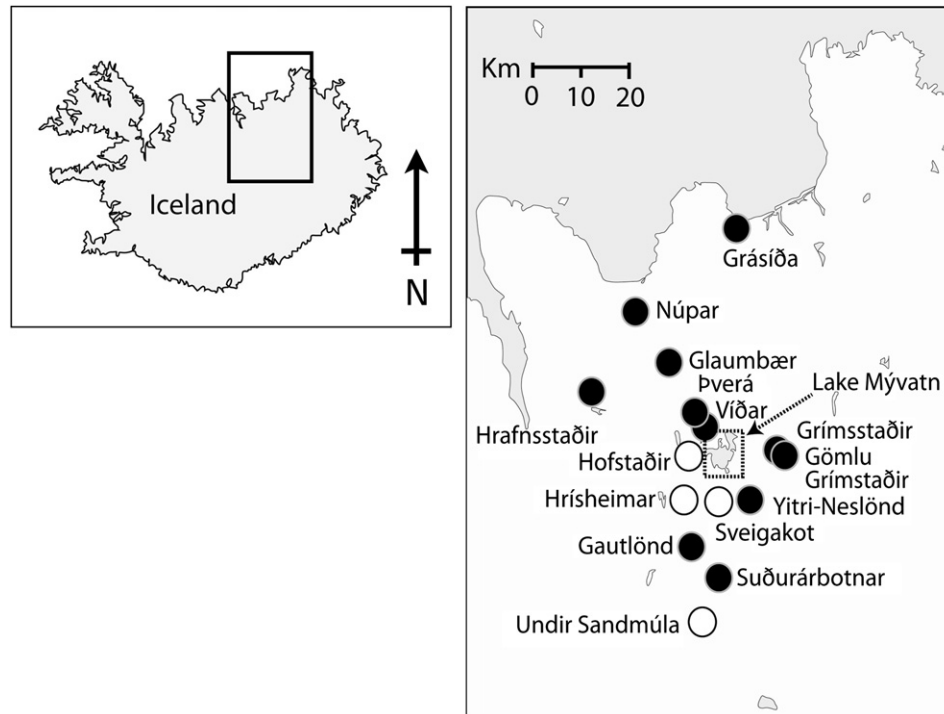 Iceland
N
Km
0 10 20
Grásíða
Núpar
Glaumbær
Þverá
Lake Mývatn
Víðar
Hrafnsstaðir
Grímsstaðir
Hofstaðir
Gömlu
Grímstaðir
Hrísheimar
Yitri-Neslönd
Sveigakot
Gautlönd
Suðurárbotnar
Undir Sandmúla